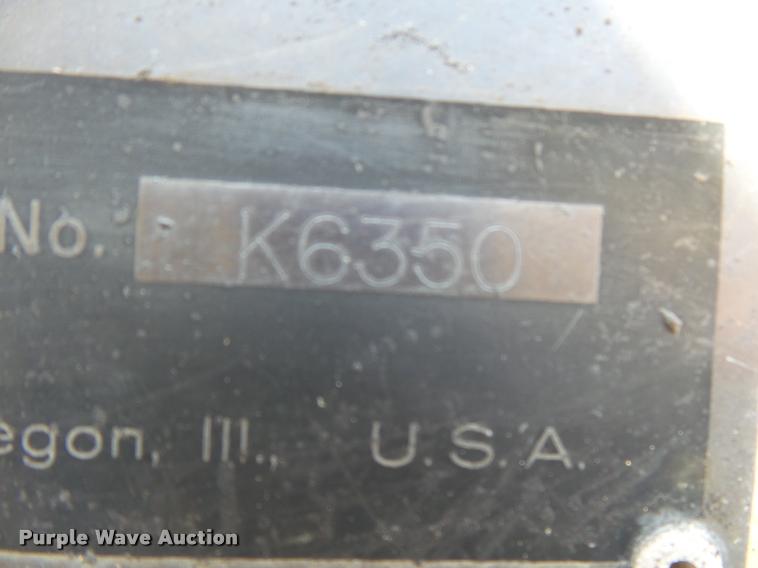 No. K6350
egon, Ill., U.S.A.
Purple Wave Auction